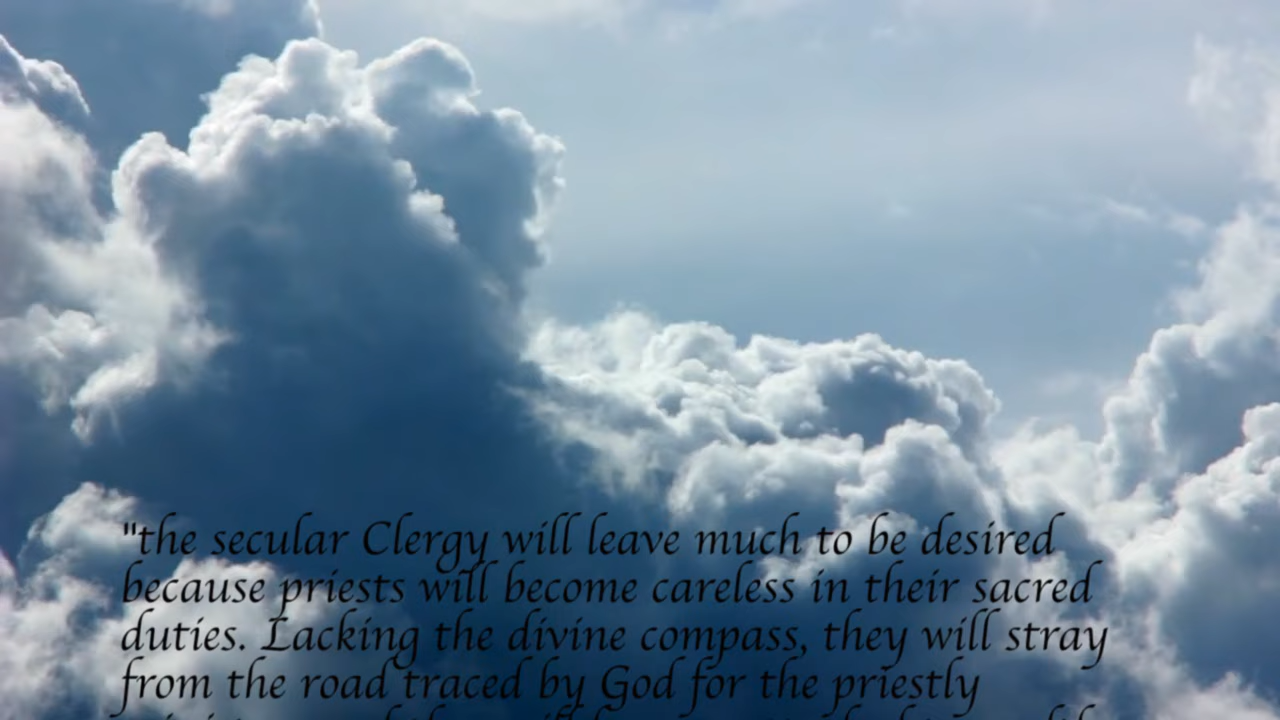 "the secular Clergy will leave much to be desired
because priests will become careless in their sacred
duties. Lacking the divine compass, they will stray
from the road traced by God for the priestly